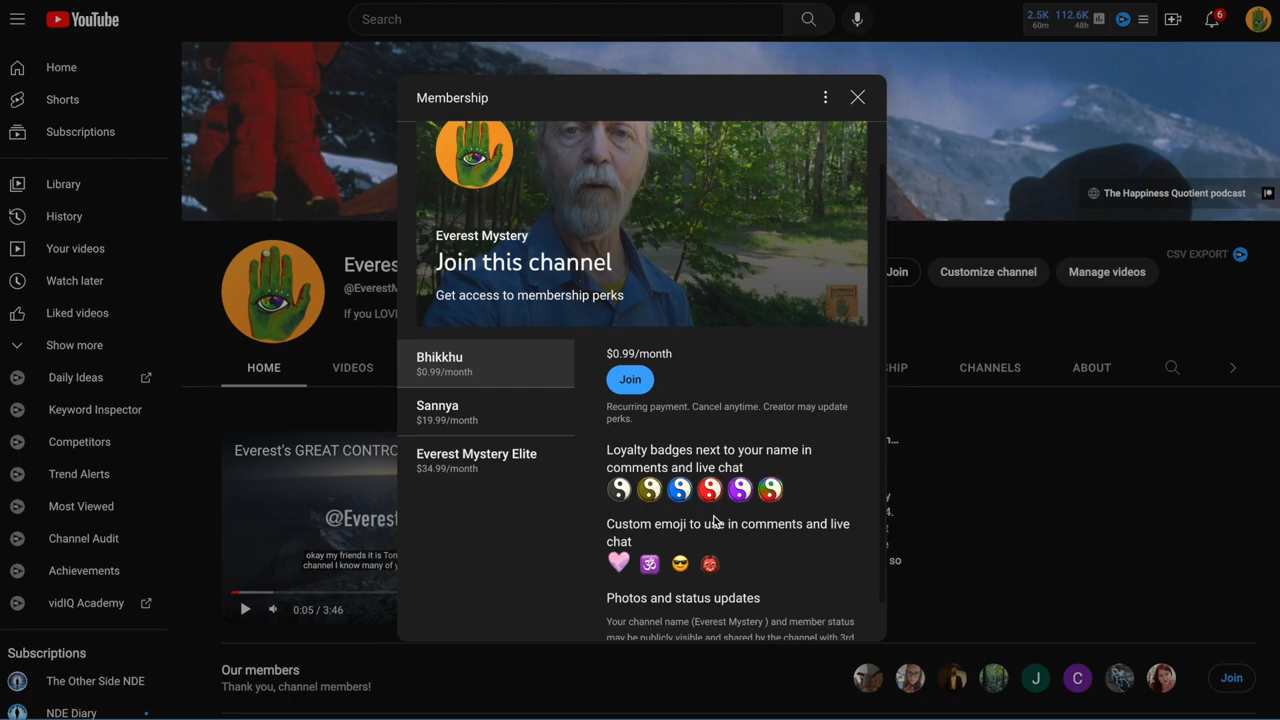 YouTube
Search
2.5K 112.6K
60m 48h
6
Home
Shorts
Subscriptions
Library
History
Your videos
Watch later
Liked videos
Show more
Daily Ideas
Keyword Inspector
Competitors
Trend Alerts
Most Viewed
Channel Audit
Achievements
vidIQ Academy
Subscriptions
The Other Side NDE
NDE Diary
The Happiness Quotient podcast
Everes
@EverestM
If you LOVE
Join
Customize channel
Manage videos
CSV EXPORT
HOME
VIDEOS
HIP
CHANNELS
ABOUT
Everest's GREAT CONTRO
@Everest
okay my friends it is Ton
channel I know many of y
0:05 / 3:46
so
Membership
Everest Mystery
Join this channel
Get access to membership perks
Bhikkhu
$0.99/month
Sannya
$19.99/month
Everest Mystery Elite
$34.99/month
$0.99/month
Join
Recurring payment. Cancel anytime. Creator may update
perks.
Loyalty badges next to your name in
comments and live chat
Custom emoji to use in comments and live
chat
Photos and status updates
Your channel name (Everest Mystery ) and member status
may be publicly visible and shared by the channel with 3rd
Our members
Thank you, channel members!
J
C
Join